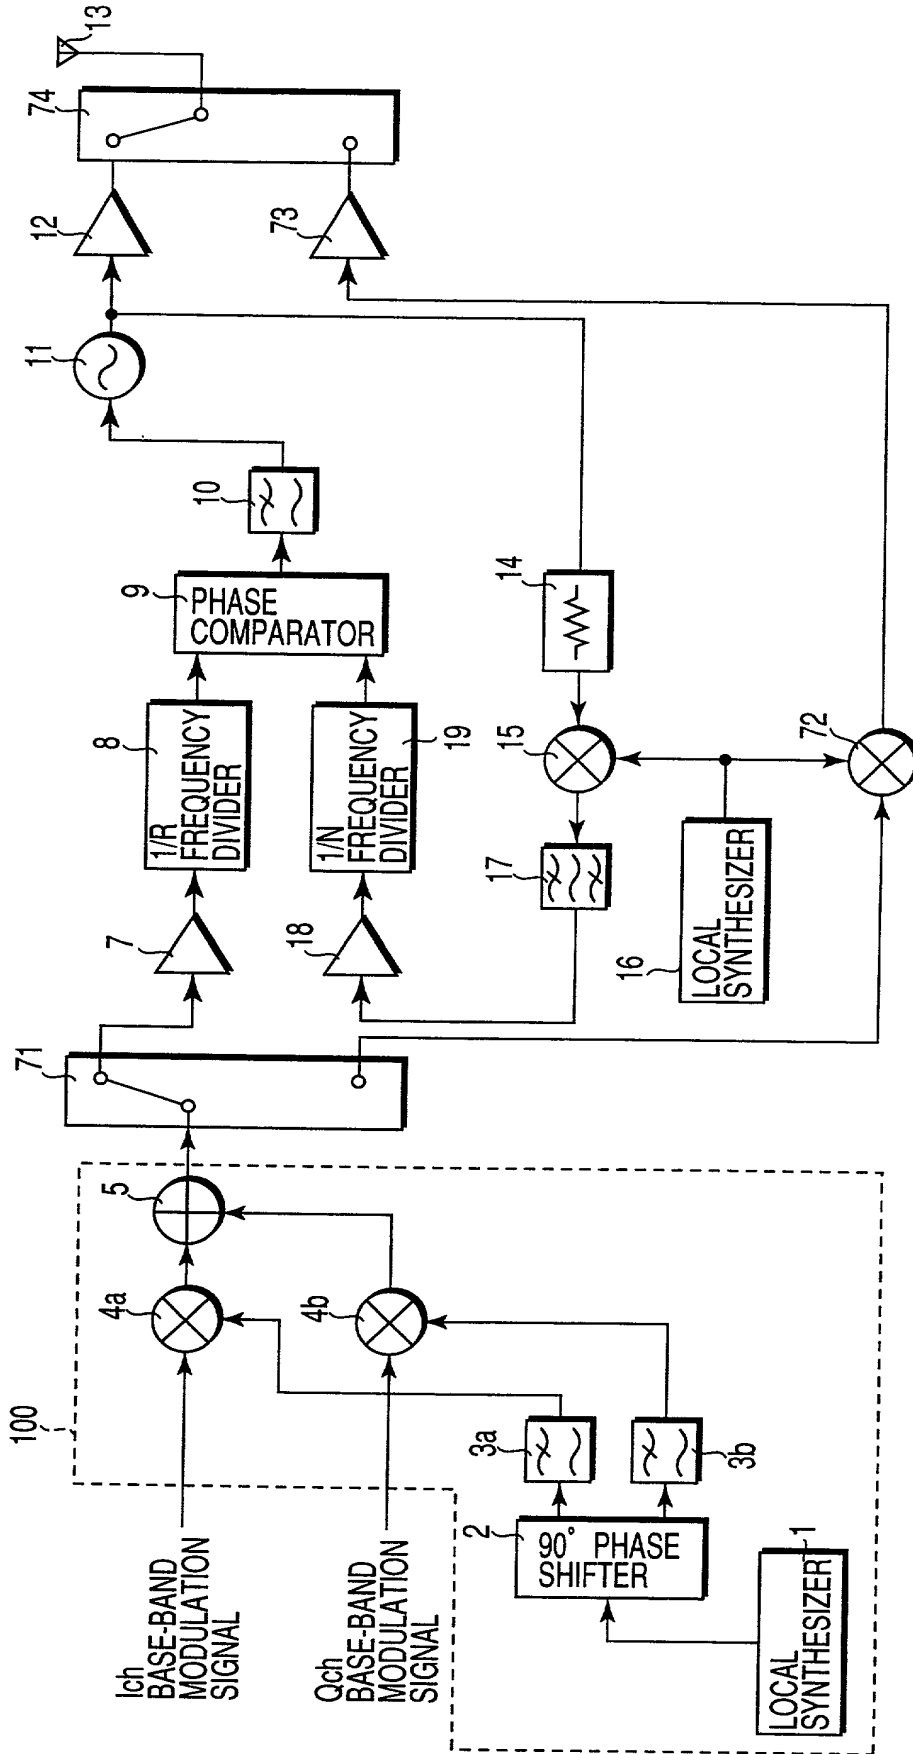 100
Ich
BASE-BAND
MODULATION
SIGNAL
Qch
BASE-BAND
MODULATION
SIGNAL
4a
4b
5
3a
3b
2
90° PHASE
SHIFTER
1
LOCAL
SYNTHESIZER
71
7
18
8
1/R
FREQUENCY
DIVIDER
19
1/N
FREQUENCY
DIVIDER
9
PHASE
COMPARATOR
10
11
12
13
74
73
14
15
17
16
LOCAL
SYNTHESIZER
72